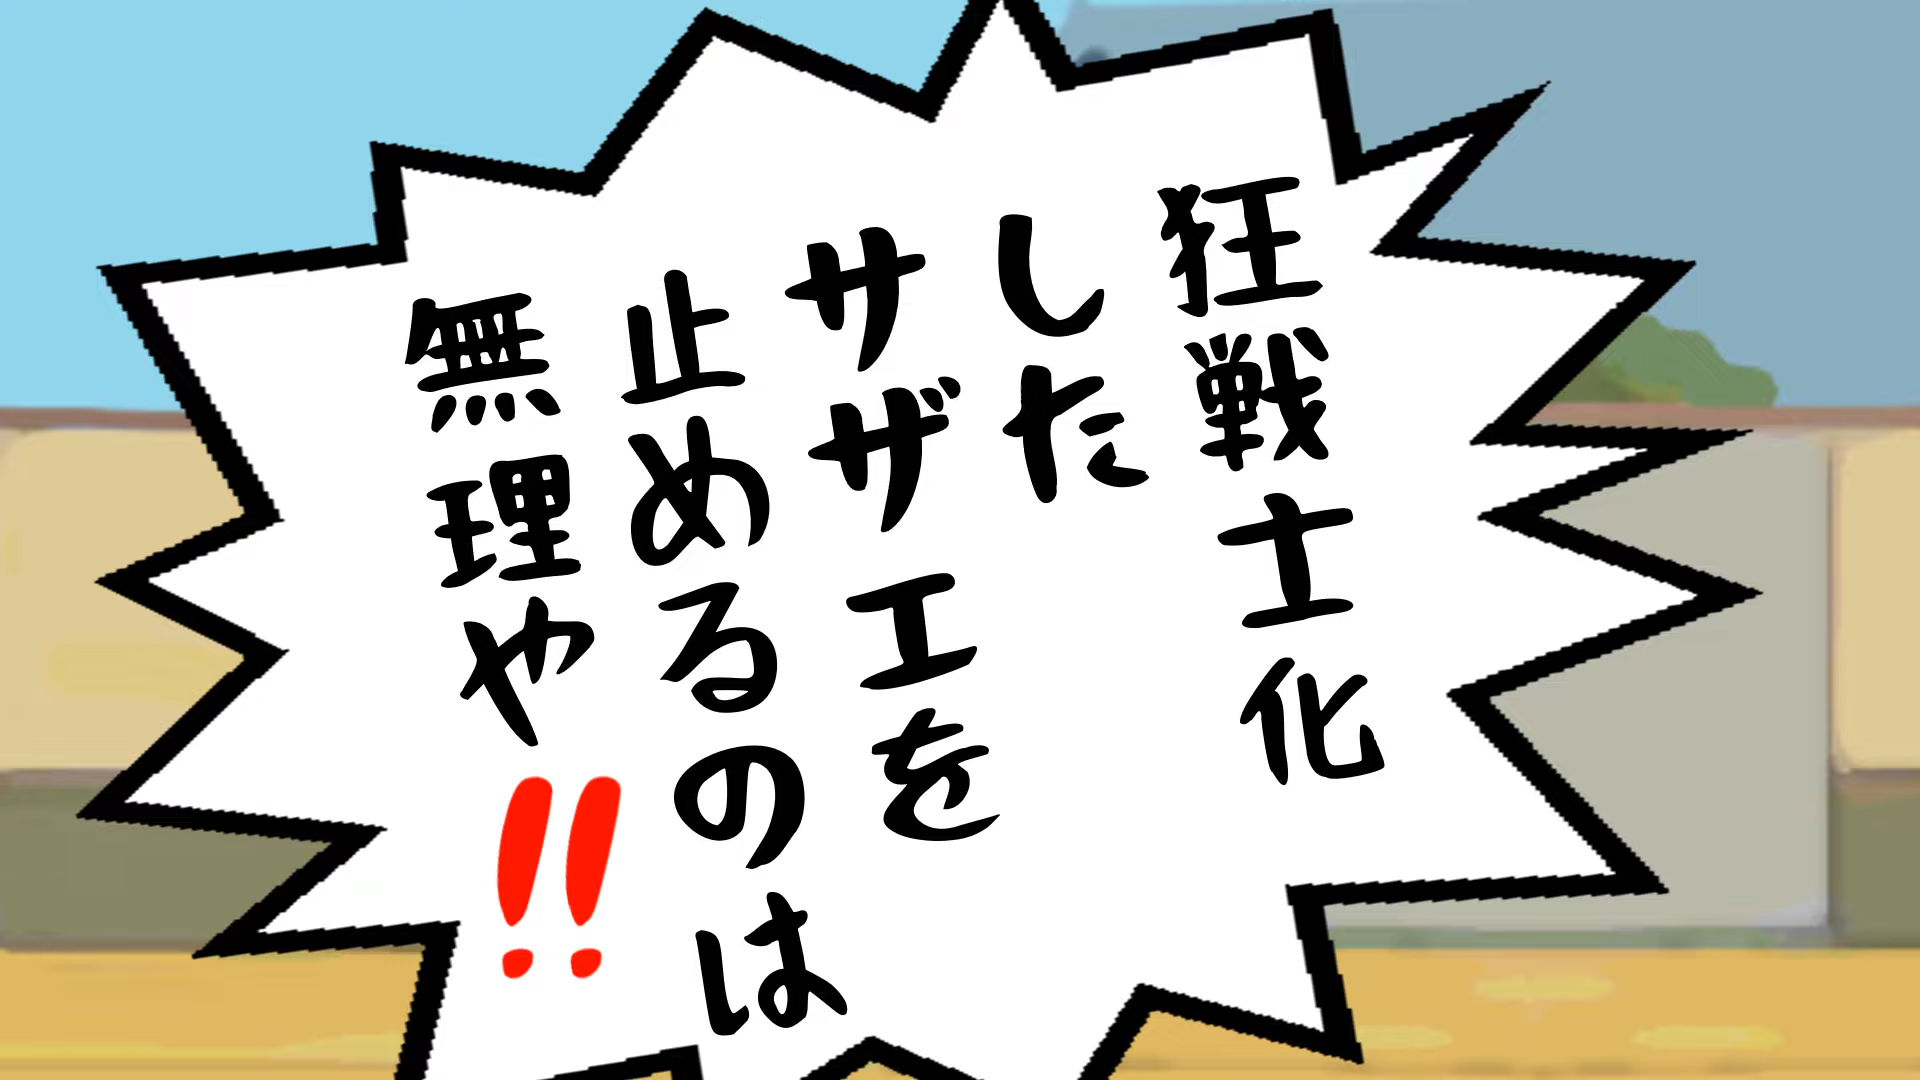 狂戦士化
した
サザエを
止めるのは
無理や!!